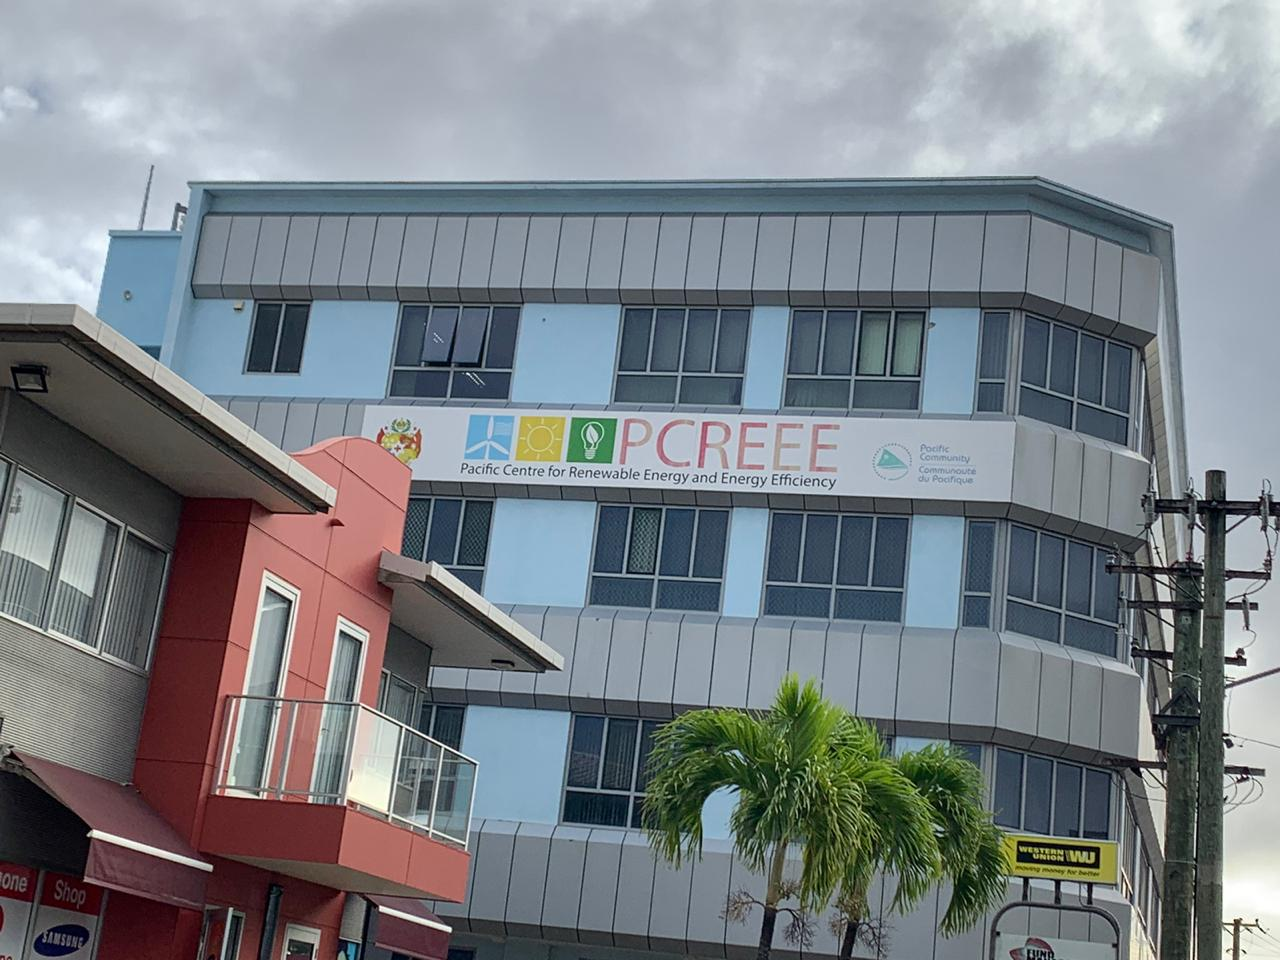 PCREEE
Pacific Centre for Renewable Energy and Energy Efficiency
Pacific
Community
Communauté
du Pacifique
WESTERN
UNION WU
moving money for better
Shop
SAMSUNG